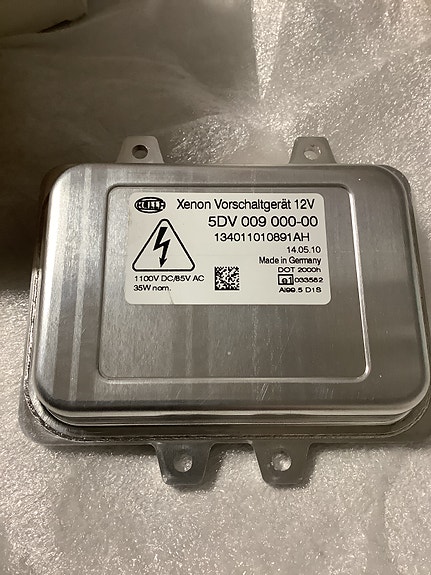 HELLA
Xenon Vorschaltgerät 12V
5DV 009 000-00
134011010891AH
14.05.10
Made in Germany
DOT 2000h
e1 033582
Al99.5 D1S
1100V DC/85V AC
35W nom.